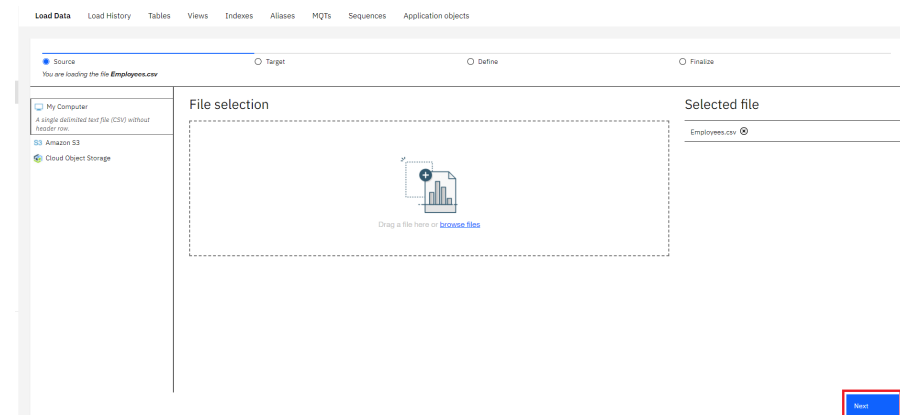 Load Data Load History Tables Views Indexes Aliases MQTs Sequences Application objects
Source Target Define Finalize
You are loading the file Employees.csv
My Computer
A single delimited text file (CSV) without
header row.
S3 Amazon S3
Cloud Object Storage
File selection
Drag a file here or browse files
Selected file
Employees.csv
Next